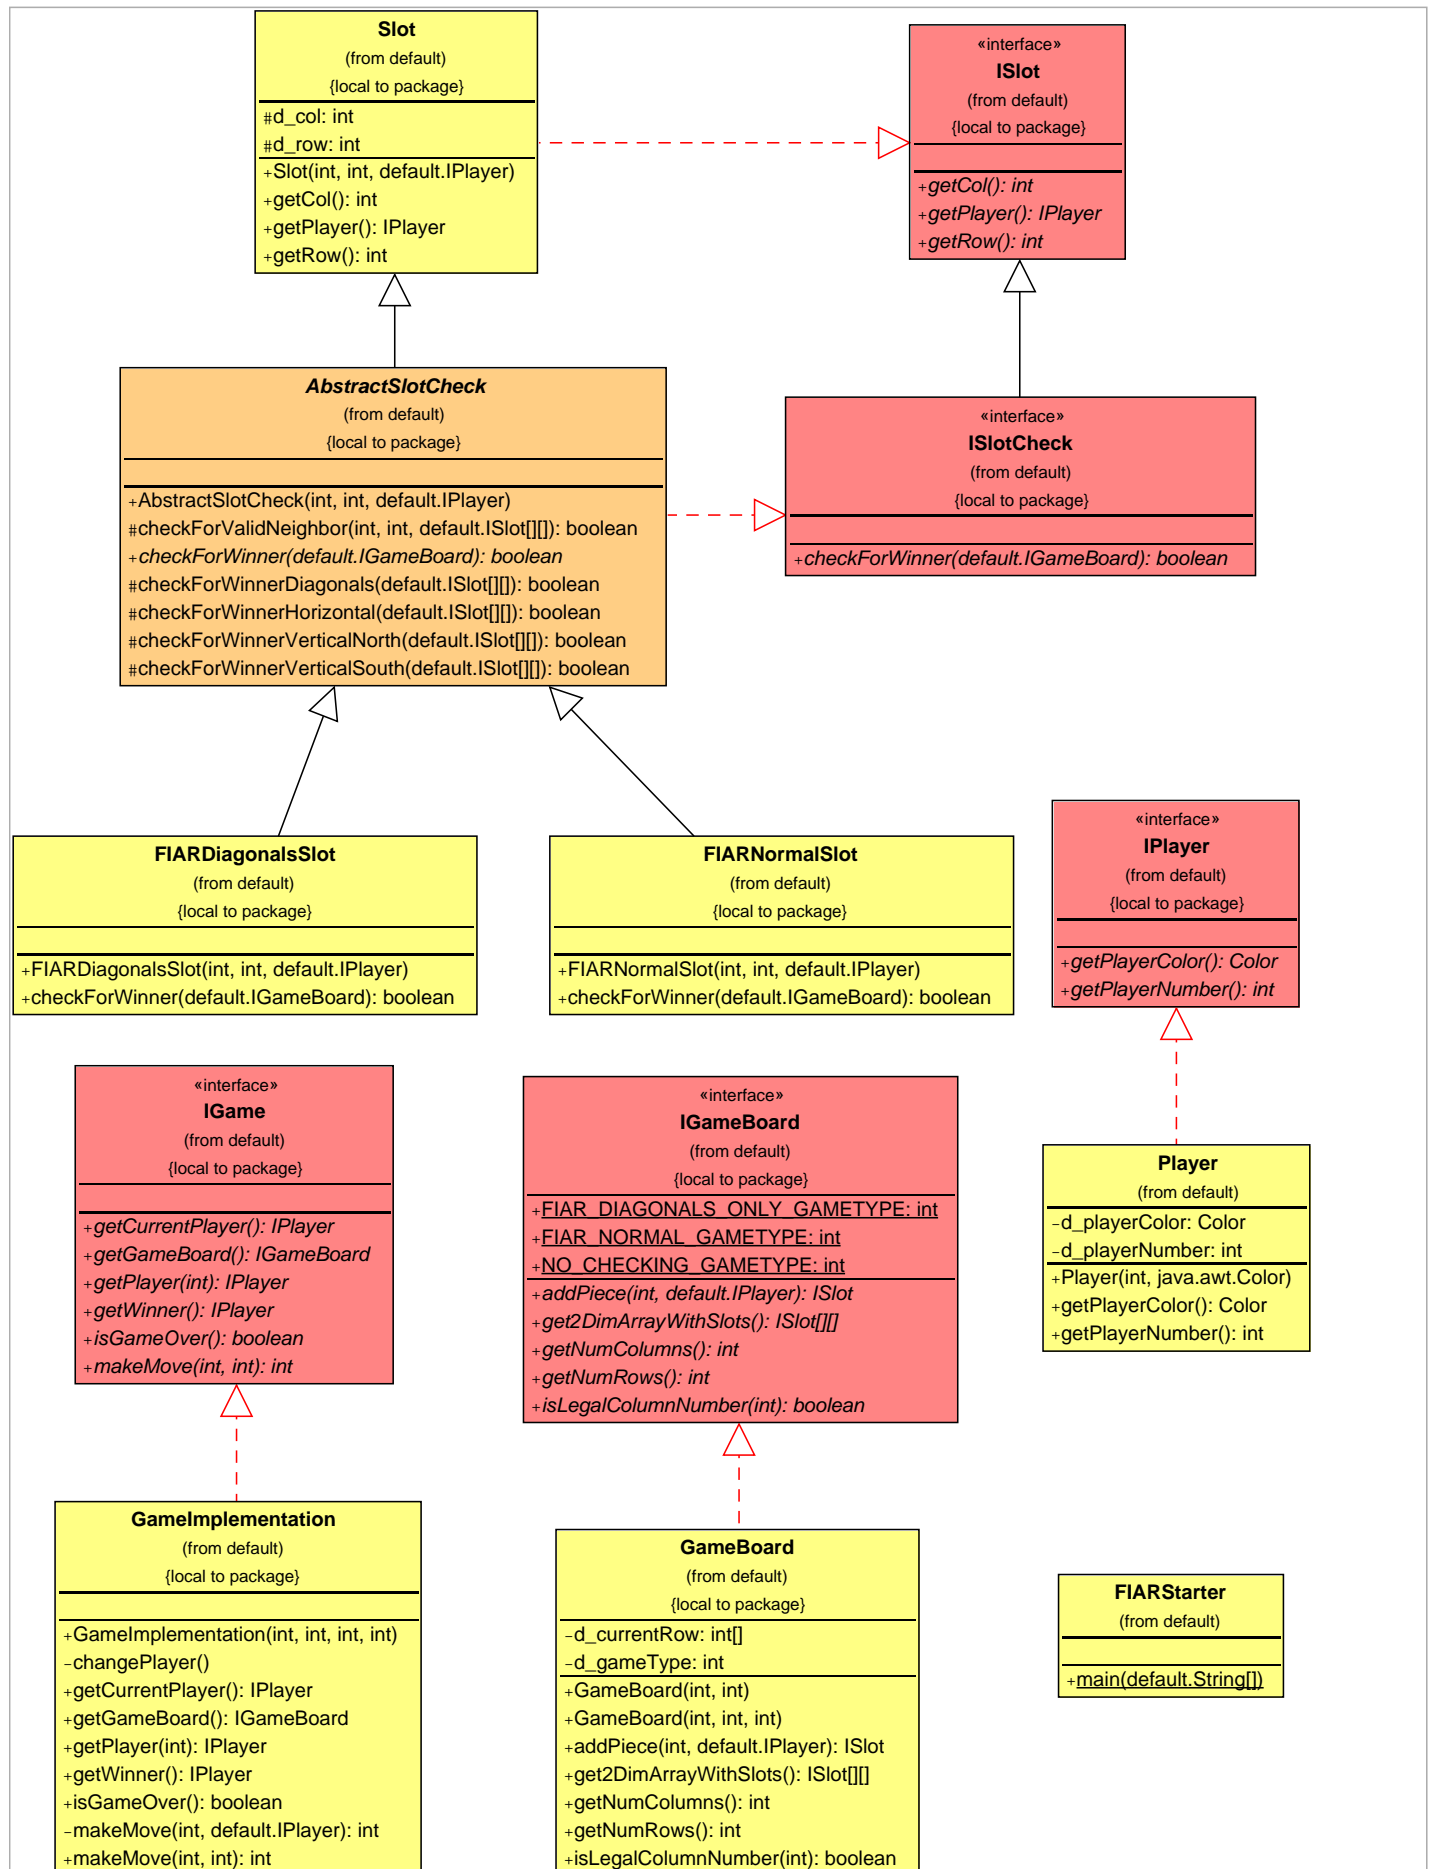 Slot
(from default)
{local to package}
#d_col: int
#d_row: int
+Slot(int, int, default.IPlayer)
+getCol(): int
+getPlayer(): IPlayer
+getRow(): int
«interface»
ISlot
(from default)
{local to package}
+getCol(): int
+getPlayer(): IPlayer
+getRow(): int
AbstractSlotCheck
(from default)
{local to package}
+AbstractSlotCheck(int, int, default.IPlayer)
#checkForValidNeighbor(int, int, default.ISlot[][]): boolean
+checkForWinner(default.IGameBoard): boolean
#checkForWinnerDiagonals(default.ISlot[][]): boolean
#checkForWinnerHorizontal(default.ISlot[][]): boolean
#checkForWinnerVerticalNorth(default.ISlot[][]): boolean
#checkForWinnerVerticalSouth(default.ISlot[][]): boolean
«interface»
ISlotCheck
(from default)
{local to package}
+checkForWinner(default.IGameBoard): boolean
FIARDiagonalsSlot
(from default)
{local to package}
+FIARDiagonalsSlot(int, int, default.IPlayer)
+checkForWinner(default.IGameBoard): boolean
FIARNormalSlot
(from default)
{local to package}
+FIARNormalSlot(int, int, default.IPlayer)
+checkForWinner(default.IGameBoard): boolean
«interface»
IPlayer
(from default)
{local to package}
+getPlayerColor(): Color
+getPlayerNumber(): int
«interface»
IGame
(from default)
{local to package}
+getCurrentPlayer(): IPlayer
+getGameBoard(): IGameBoard
+getPlayer(int): IPlayer
+getWinner(): IPlayer
+isGameOver(): boolean
+makeMove(int, int): int
«interface»
IGameBoard
(from default)
{local to package}
+FIAR_DIAGONALS_ONLY_GAMETYPE: int
+FIAR_NORMAL_GAMETYPE: int
+NO_CHECKING_GAMETYPE: int
+addPiece(int, default.IPlayer): ISlot
+get2DimArrayWithSlots(): ISlot[][]
+getNumColumns(): int
+getNumRows(): int
+isLegalColumnNumber(int): boolean
Player
(from default)
-d_playerColor: Color
-d_playerNumber: int
+Player(int, java.awt.Color)
+getPlayerColor(): Color
+getPlayerNumber(): int
GameImplementation
(from default)
{local to package}
+GameImplementation(int, int, int, int)
-changePlayer()
+getCurrentPlayer(): IPlayer
+getGameBoard(): IGameBoard
+getPlayer(int): IPlayer
+getWinner(): IPlayer
+isGameOver(): boolean
-makeMove(int, default.IPlayer): int
+makeMove(int, int): int
GameBoard
(from default)
{local to package}
-d_currentRow: int[]
-d_gameType: int
+GameBoard(int, int)
+GameBoard(int, int, int)
+addPiece(int, default.IPlayer): ISlot
+get2DimArrayWithSlots(): ISlot[][]
+getNumColumns(): int
+getNumRows(): int
+isLegalColumnNumber(int): boolean
FIARStarter
(from default)
+main(default.String[])